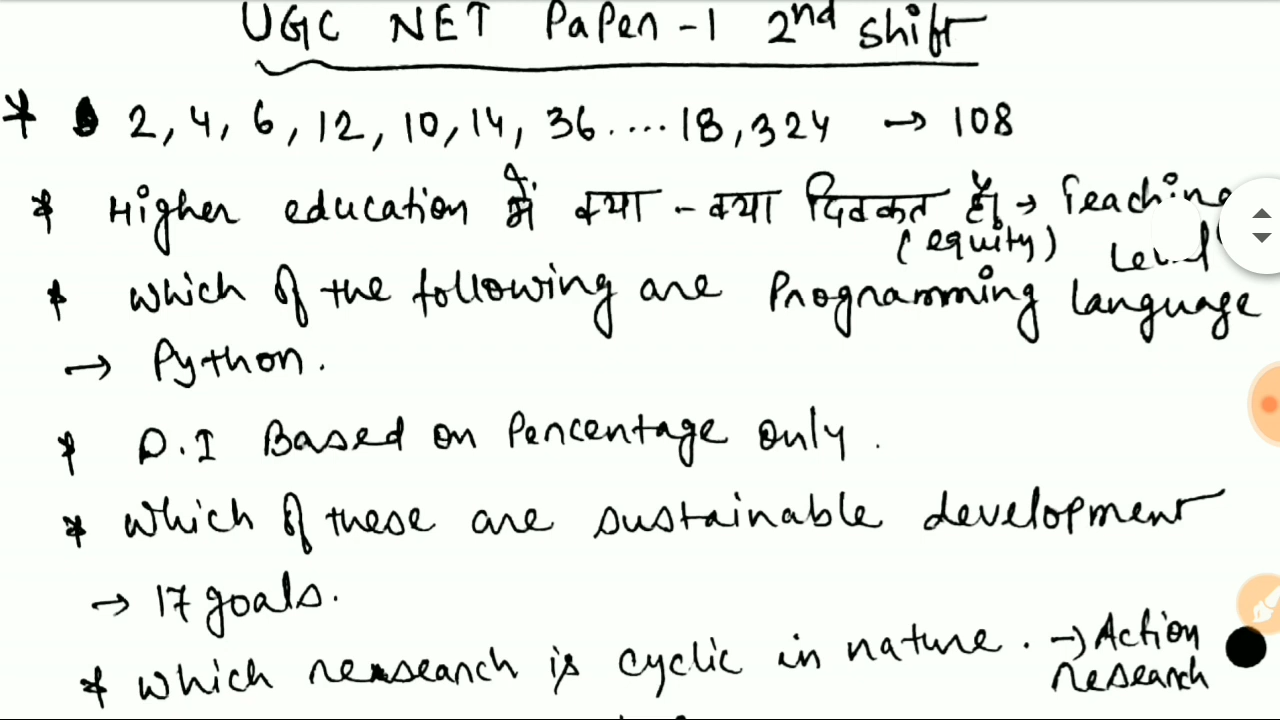 UGC NET Paper-1 2nd shift
* 2, 4, 6, 12, 10, 14, 36....18, 324 → 108
* Higher education में क्या - क्या दिक्कत है। → Teaching
(equity) Level
* which of the following are Programming language
→ Python.
* D.I Based on Percentage only.
* which of these are sustainable development
→ 17 goals.
* which research is cyclic in nature. → Action
Research